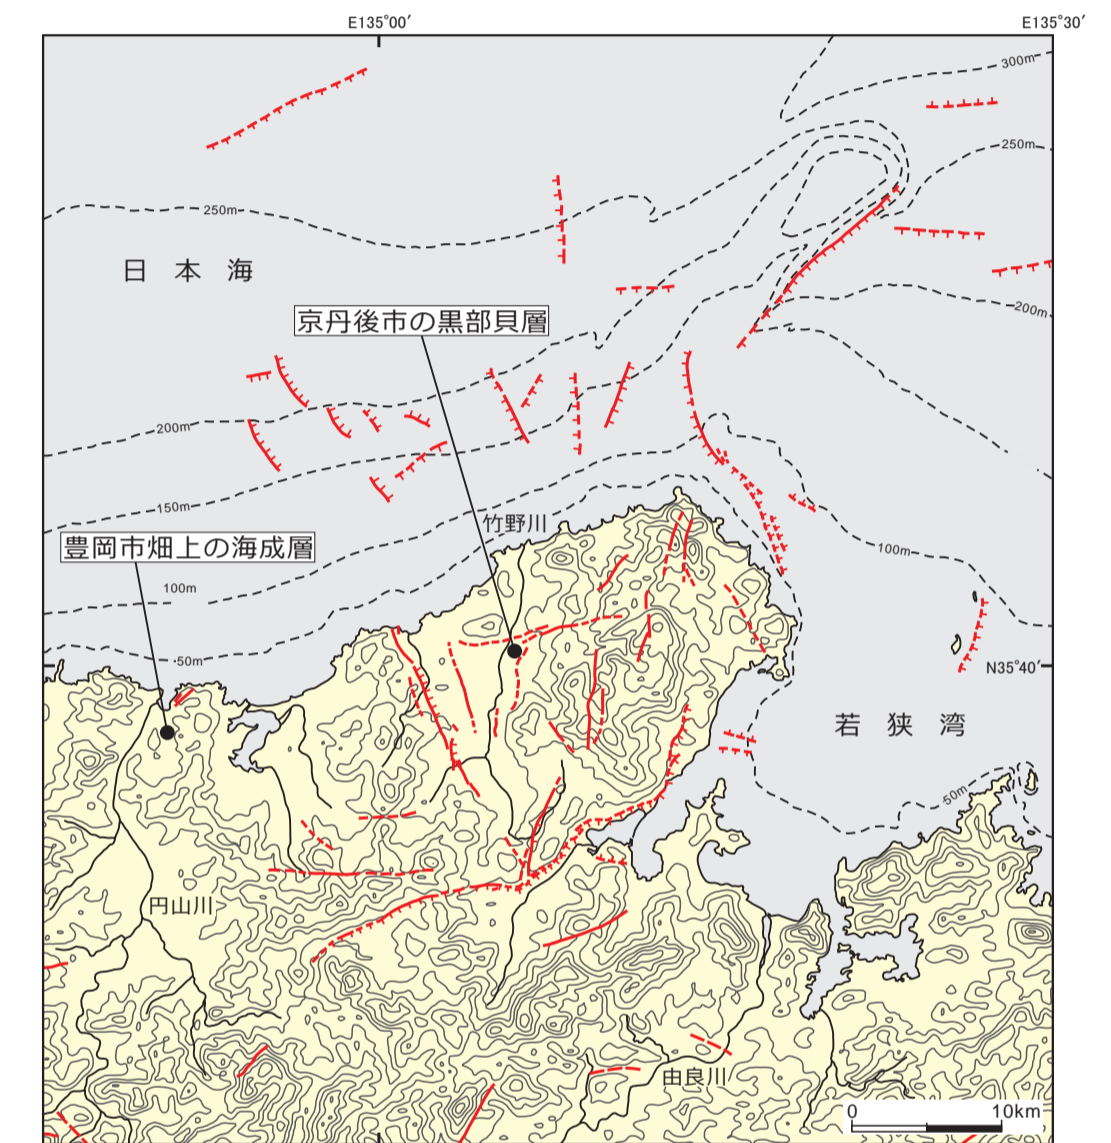 E135°00′
E135°30′
300m
250m
250m
日本海
200m
京丹後市の黒部貝層
200m
150m
竹野川
豊岡市畑上の海成層
100m
100m
50m
N35°40′
若狭湾
50m
円山川
由良川
0 10km